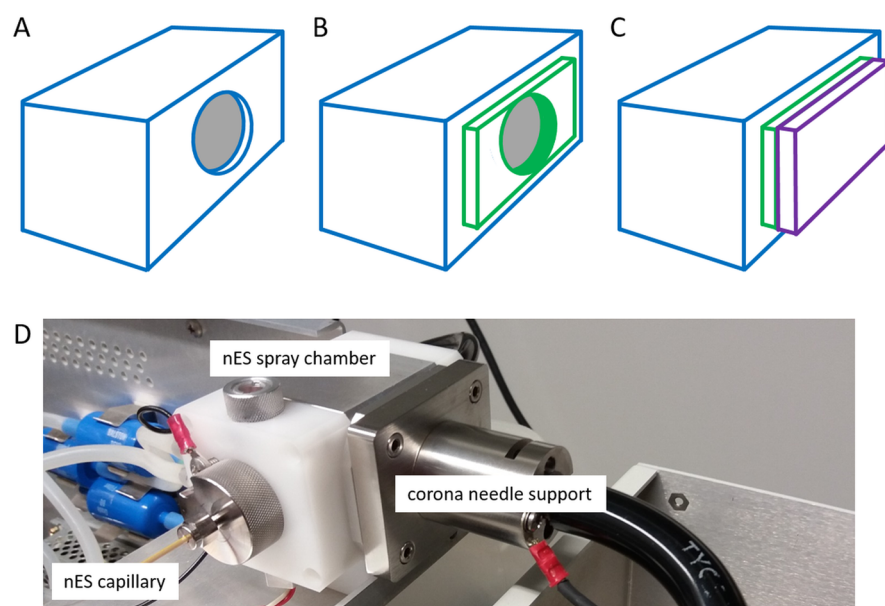 A
B
C
D
nES spray chamber
corona needle support
nES capillary
TYC